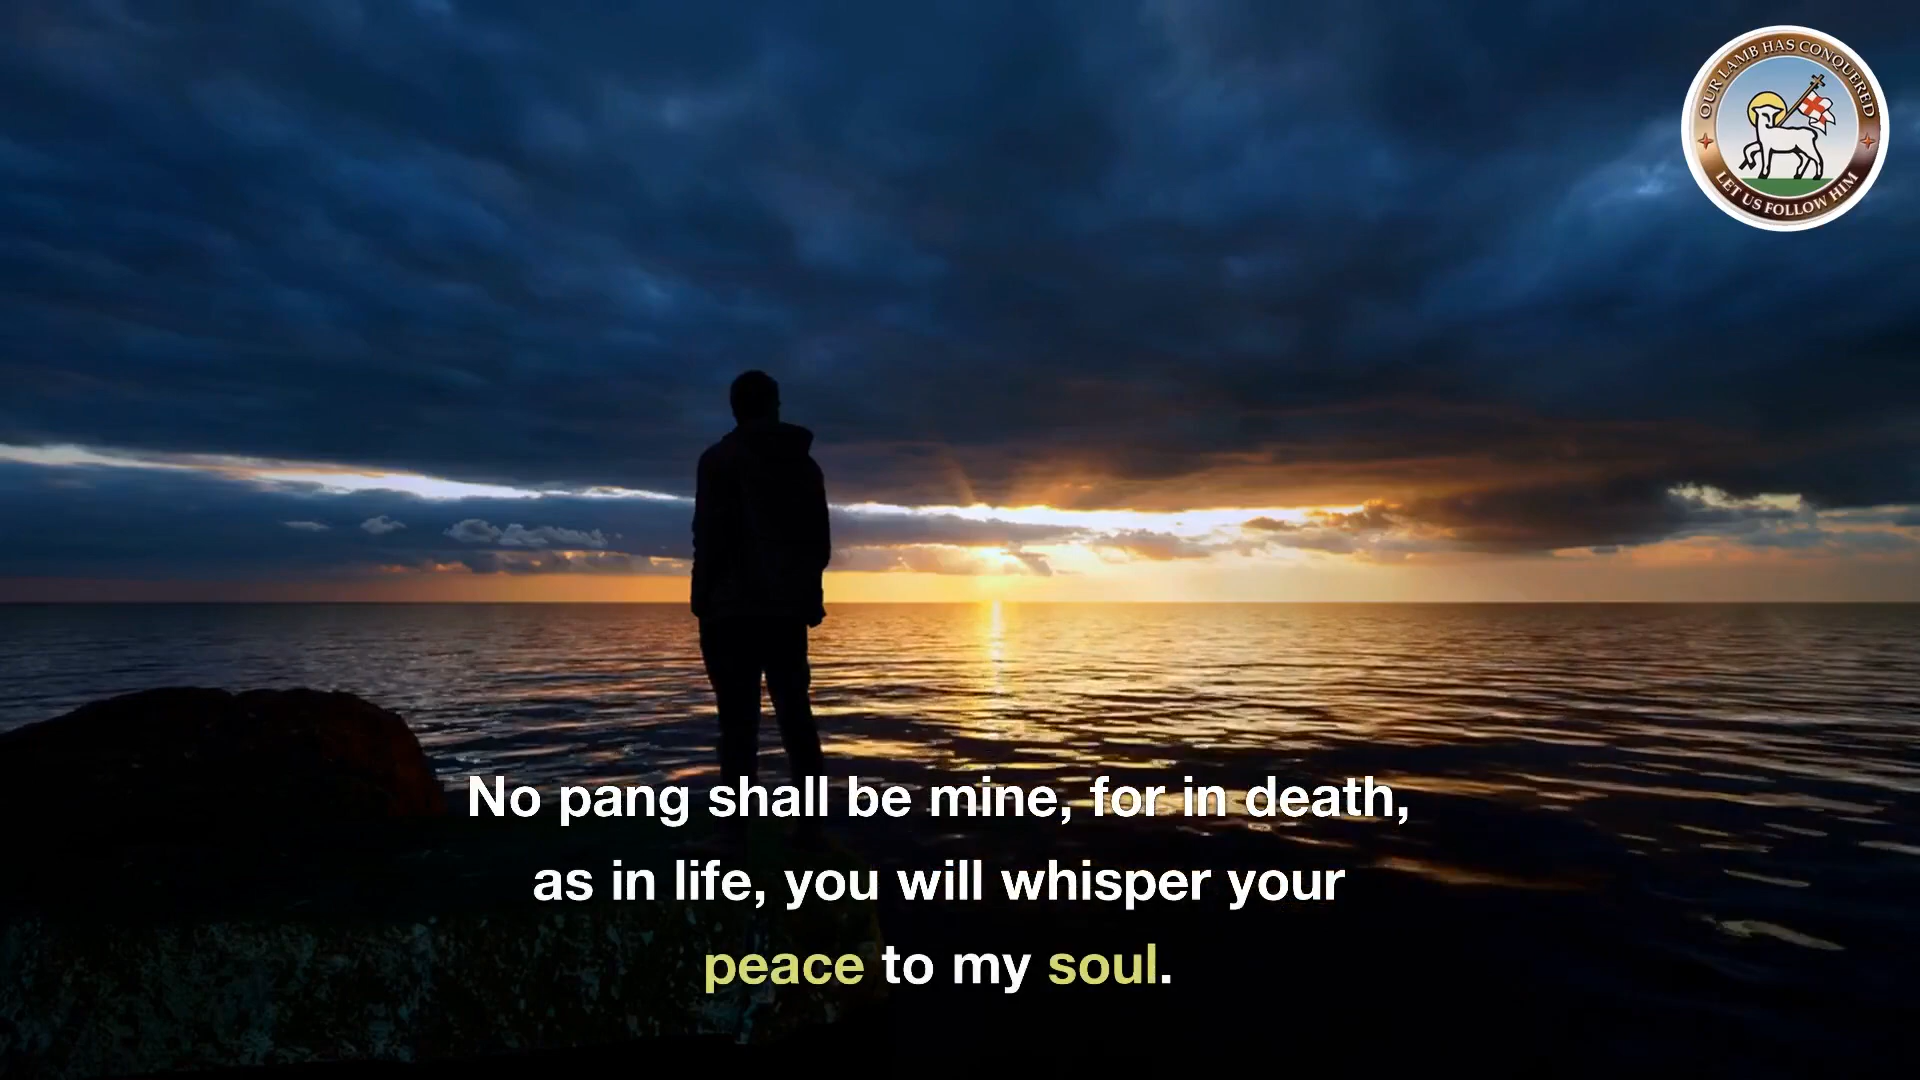 OUR LAMB HAS CONQUERED
LET US FOLLOW HIM
No pang shall be mine, for in death,
as in life, you will whisper your
peace to my soul.